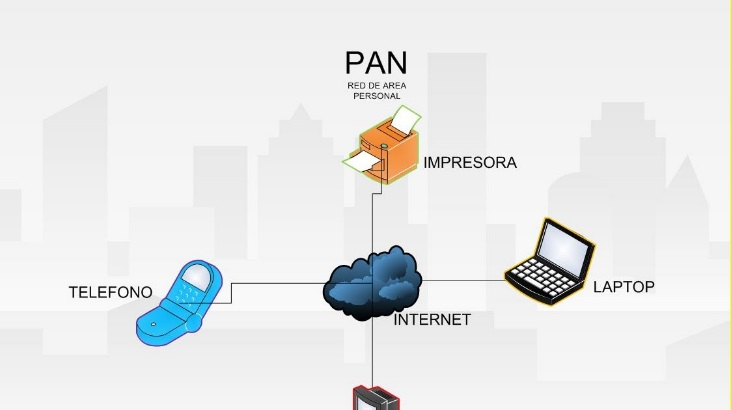 PAN
RED DE AREA
PERSONAL
IMPRESORA
TELEFONO
LAPTOP
INTERNET